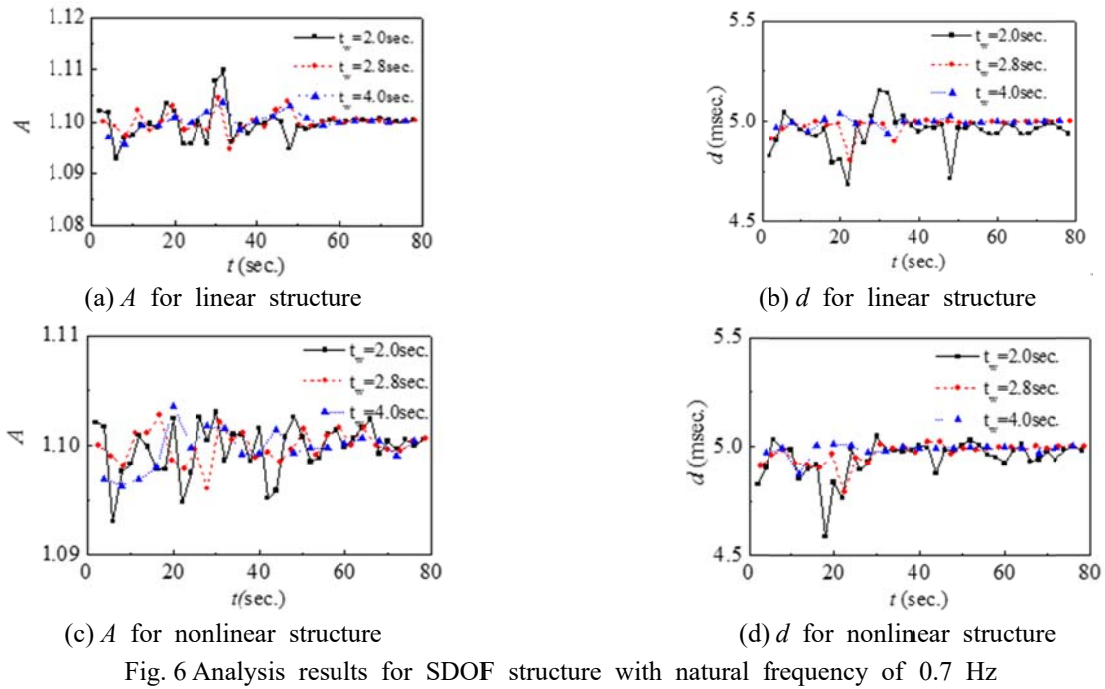 1.12
1.11
1.10
1.09
1.08
A
t_w=2.0sec.
t_w=2.8sec.
t_w=4.0sec.
0 20 40 60 80
t (sec.)
(a) A for linear structure
5.5
5.0
4.5
d (msec.)
t_w=2.0sec.
t_w=2.8sec.
t_w=4.0sec.
0 20 40 60 80
t (sec.)
(b) d for linear structure
1.11
1.10
1.09
A
t_w=2.0sec.
t_w=2.8sec.
t_w=4.0sec.
0 20 40 60 80
t(sec.)
(c) A for nonlinear structure
5.5
5.0
4.5
d (msec.)
t_w=2.0sec.
t_w=2.8sec.
t_w=4.0sec.
0 20 40 60 80
t (sec.)
(d) d for nonlinear structure
Fig. 6 Analysis results for SDOF structure with natural frequency of 0.7 Hz